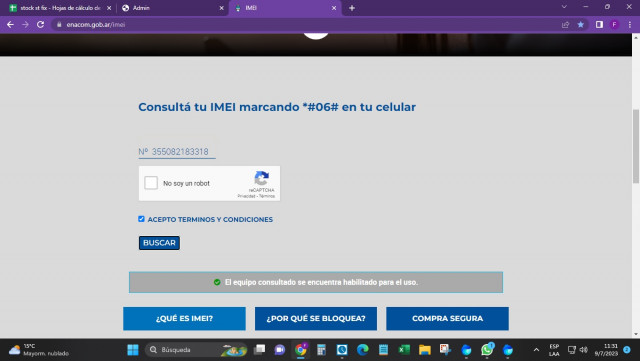 stock st fix - Hojas de cálculo de
Admin
IMEI
enacom.gob.ar/imei
Consultá tu IMEI marcando *#06# en tu celular
Nº 355082183318
No soy un robot
reCAPTCHA
Privacidad - Términos
ACEPTO TERMINOS Y CONDICIONES
BUSCAR
El equipo consultado se encuentra habilitado para el uso.
¿QUÉ ES IMEI?
¿POR QUÉ SE BLOQUEA?
COMPRA SEGURA
15°C
Mayorm. nublado
Búsqueda
ESP
LAA
11:31
9/7/2023